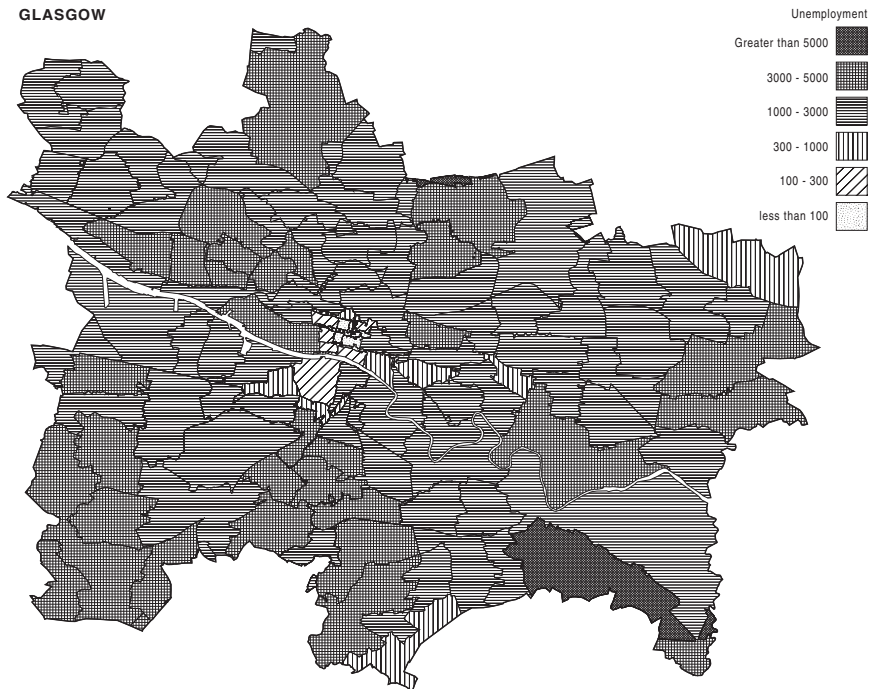 GLASGOW
Unemployment
Greater than 5000
3000 - 5000
1000 - 3000
300 - 1000
100 - 300
less than 100